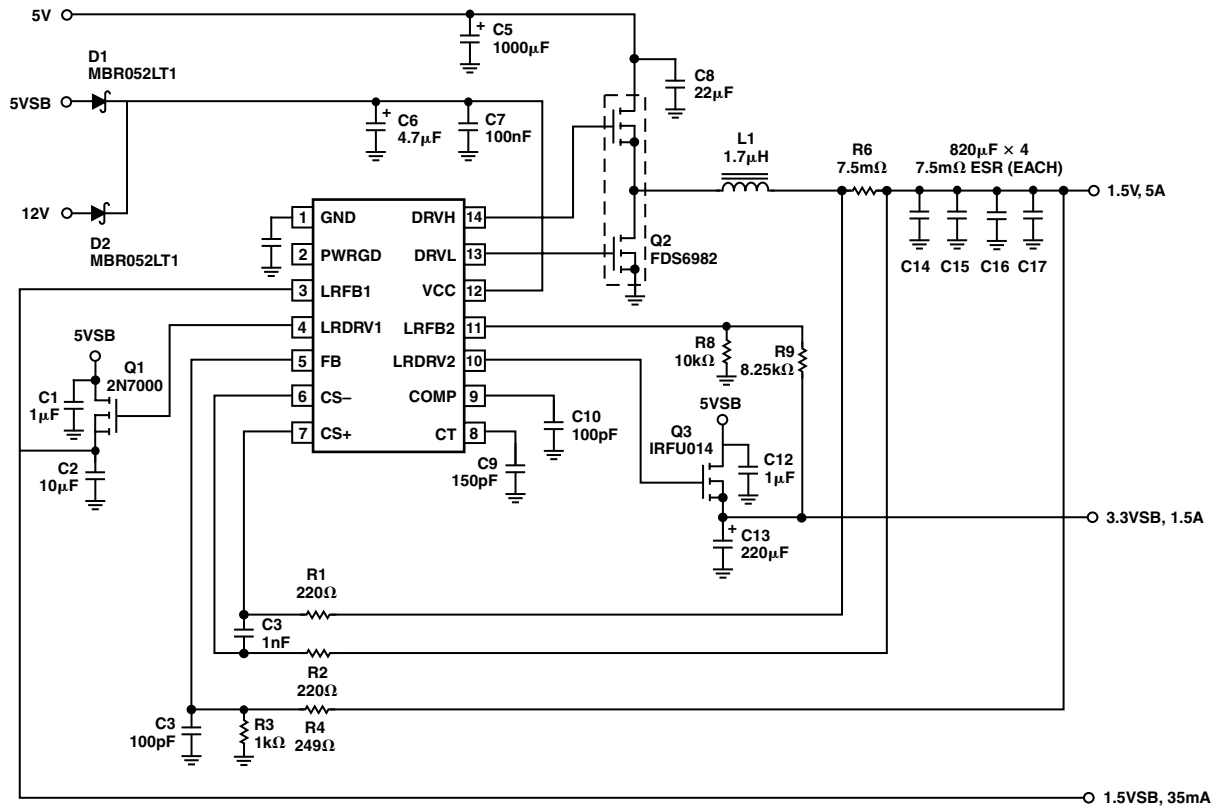 5V
C5
1000μF
D1
MBR052LT1
5VSB
C6
4.7μF
C7
100nF
C8
22μF
12V
D2
MBR052LT1
L1
1.7μH
R6
7.5mΩ
820μF × 4
7.5mΩ ESR (EACH)
1.5V, 5A
C14 C15 C16 C17
Q2
FDS6982
1 GND
2 PWRGD
3 LRFB1
4 LRDRV1
5 FB
6 CS–
7 CS+
DRVH 14
DRVL 13
VCC 12
LRFB2 11
LRDRV2 10
COMP 9
CT 8
5VSB
Q1
2N7000
C1
1μF
C2
10μF
R8
10kΩ
R9
8.25kΩ
C10
100pF
C9
150pF
5VSB
Q3
IRFU014
C12
1μF
3.3VSB, 1.5A
C13
220μF
R1
220Ω
C3
1nF
R2
220Ω
C3
100pF
R3
1kΩ
R4
249Ω
1.5VSB, 35mA